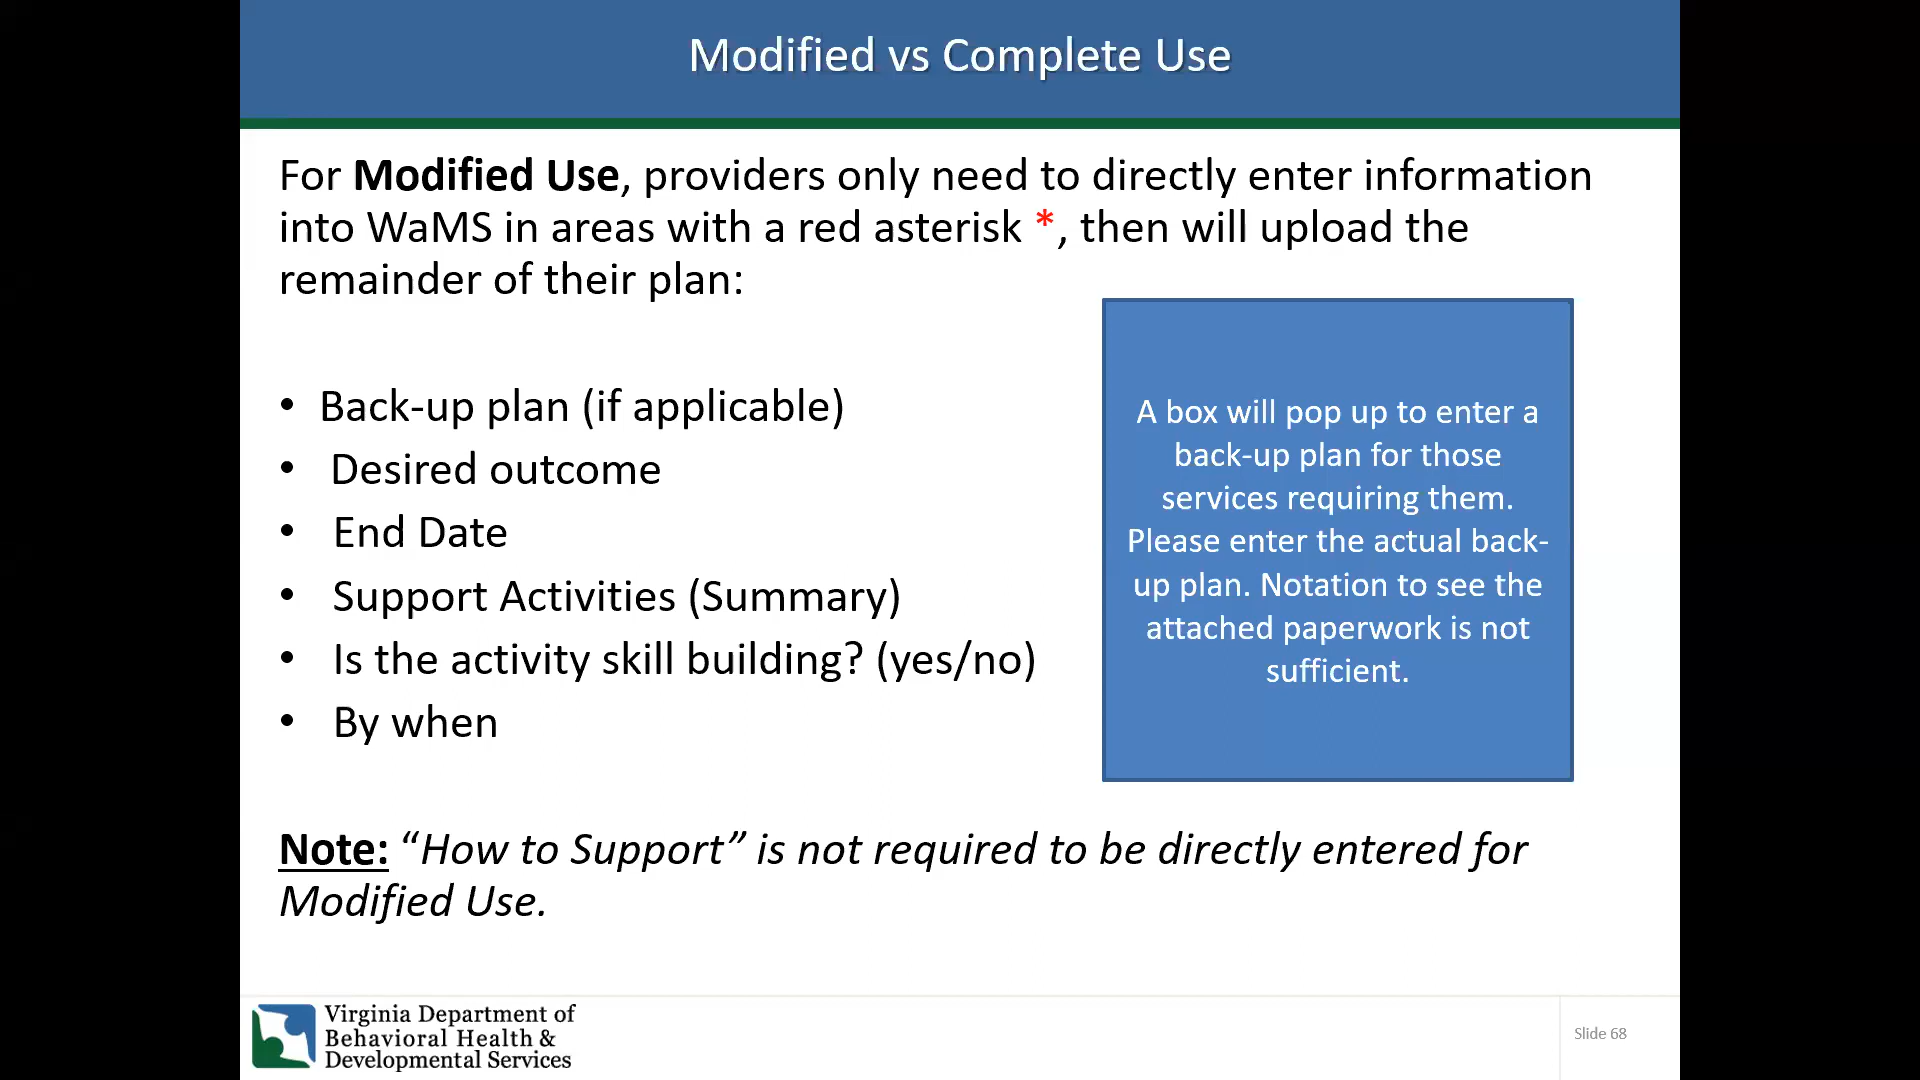 Modified vs Complete Use
For Modified Use, providers only need to directly enter information
into WaMS in areas with a red asterisk *, then will upload the
remainder of their plan:
• Back-up plan (if applicable)
• Desired outcome
• End Date
• Support Activities (Summary)
• Is the activity skill building? (yes/no)
• By when
A box will pop up to enter a
back-up plan for those
services requiring them.
Please enter the actual back-
up plan. Notation to see the
attached paperwork is not
sufficient.
Note: “How to Support” is not required to be directly entered for
Modified Use.
Virginia Department of
Behavioral Health &
Developmental Services
Slide 68